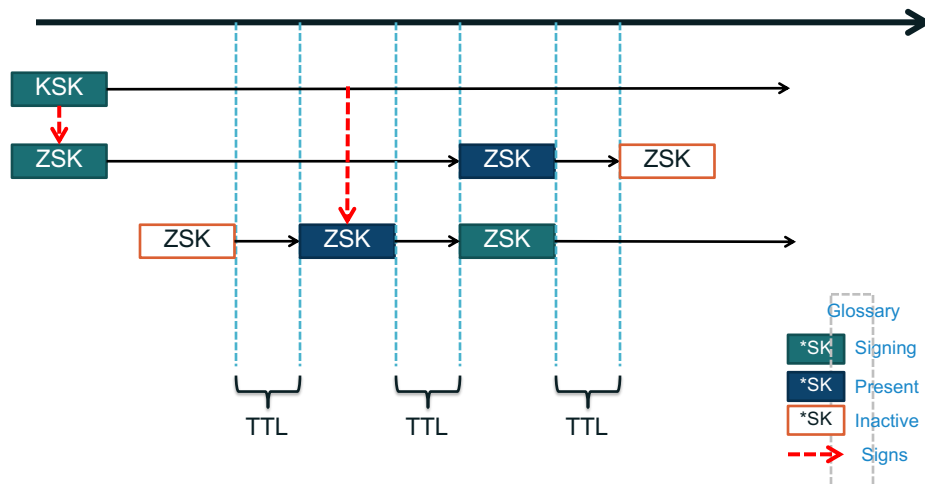 KSK
ZSK
ZSK
ZSK
ZSK
ZSK
ZSK
Glossary
*SK Signing
*SK Present
*SK Inactive
Signs
TTL
TTL
TTL